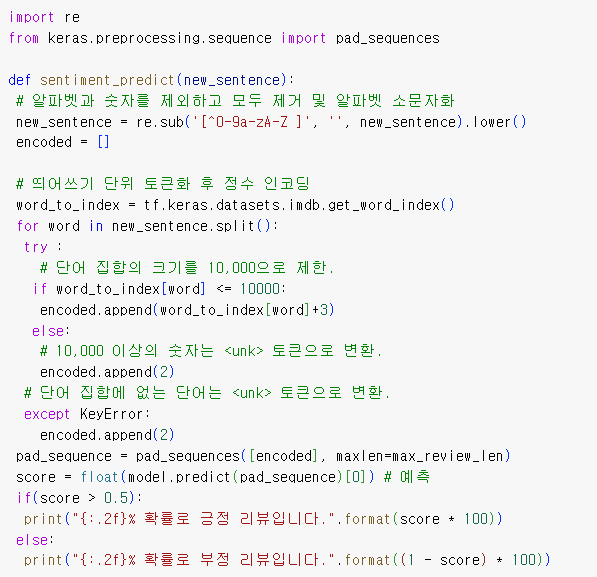 import re
from keras.preprocessing.sequence import pad_sequences

def sentiment_predict(new_sentence):
 # 알파벳과 숫자를 제외하고 모두 제거 및 알파벳 소문자화
 new_sentence = re.sub('[^0-9a-zA-Z ]', '', new_sentence).lower()
 encoded = []

 # 띄어쓰기 단위 토큰화 후 정수 인코딩
 word_to_index = tf.keras.datasets.imdb.get_word_index()
 for word in new_sentence.split():
  try :
    # 단어 집합의 크기를 10,000으로 제한.
   if word_to_index[word] <= 10000:
    encoded.append(word_to_index[word]+3)
   else:
    # 10,000 이상의 숫자는 <unk> 토큰으로 변환.
    encoded.append(2)
  # 단어 집합에 없는 단어는 <unk> 토큰으로 변환.
  except KeyError:
    encoded.append(2)
 pad_sequence = pad_sequences([encoded], maxlen=max_review_len)
 score = float(model.predict(pad_sequence)[0]) # 예측
 if(score > 0.5):
  print("{:.2f}% 확률로 긍정 리뷰입니다.".format(score * 100))
 else:
  print("{:.2f}% 확률로 부정 리뷰입니다.".format((1 - score) * 100))